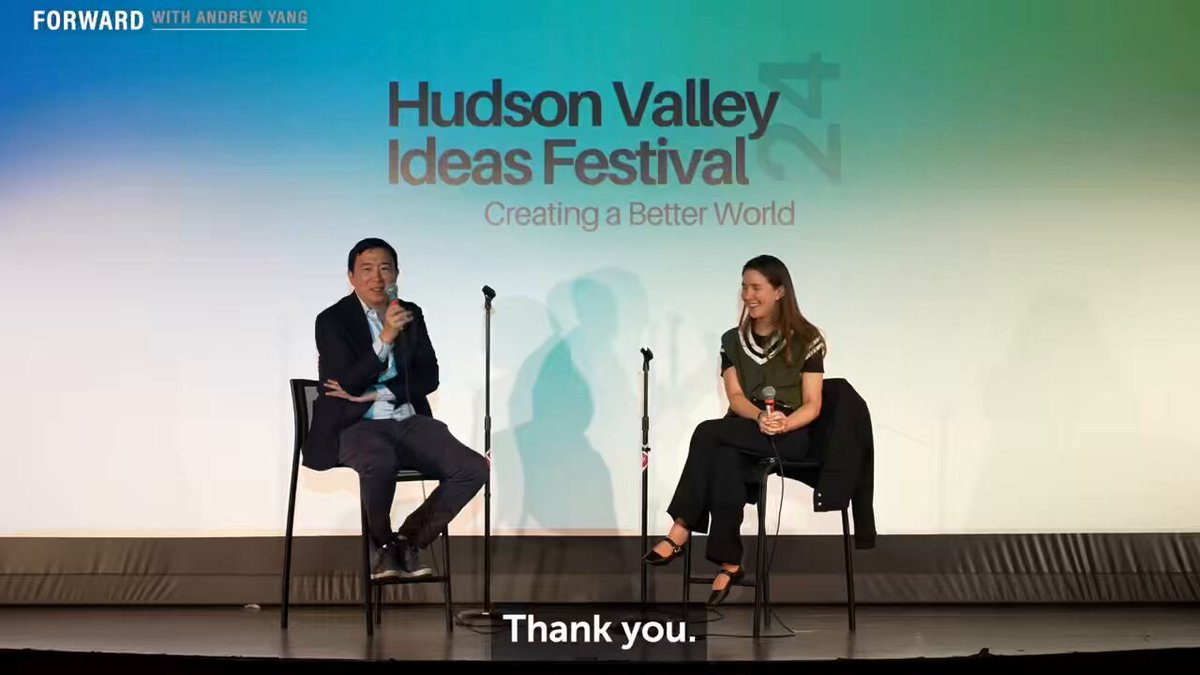 FORWARD WITH ANDREW YANG
Hudson Valley
Ideas Festival 24
Creating a Better World
Thank you.